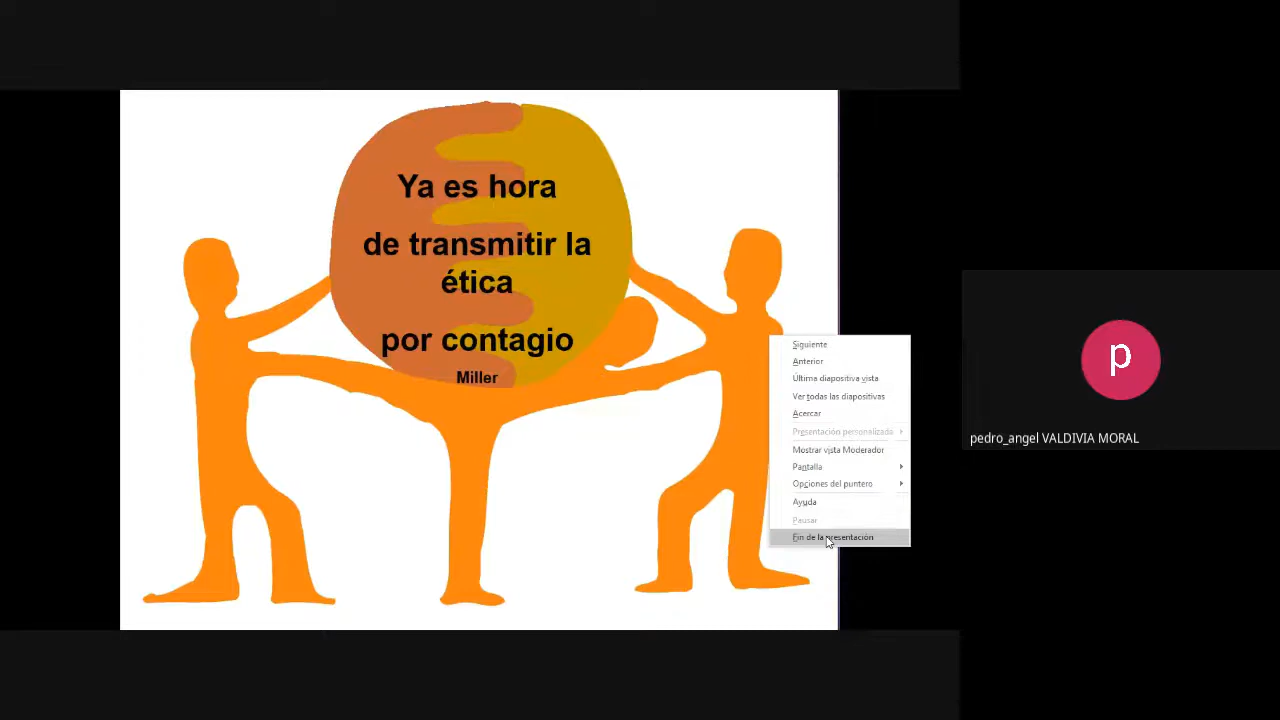 Ya es hora
de transmitir la
ética
por contagio
Miller
Siguiente
Anterior
Última diapositiva vista
Ver todas las diapositivas
Acercar
Presentación personalizada
Mostrar vista Moderador
Pantalla
Opciones del puntero
Ayuda
Pausar
Fin de la presentación
p
pedro_angel VALDIVIA MORAL